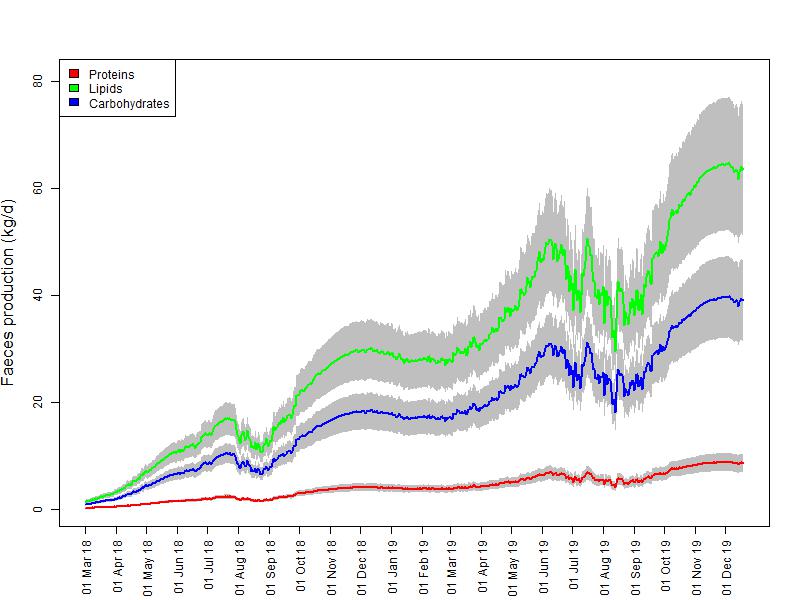 Proteins
Lipids
Carbohydrates
Faeces production (kg/d)
80
60
40
20
0
01 Mar 18
01 Apr 18
01 May 18
01 Jun 18
01 Jul 18
01 Aug 18
01 Sep 18
01 Oct 18
01 Nov 18
01 Dec 18
01 Jan 19
01 Feb 19
01 Mar 19
01 Apr 19
01 May 19
01 Jun 19
01 Jul 19
01 Aug 19
01 Sep 19
01 Oct 19
01 Nov 19
01 Dec 19